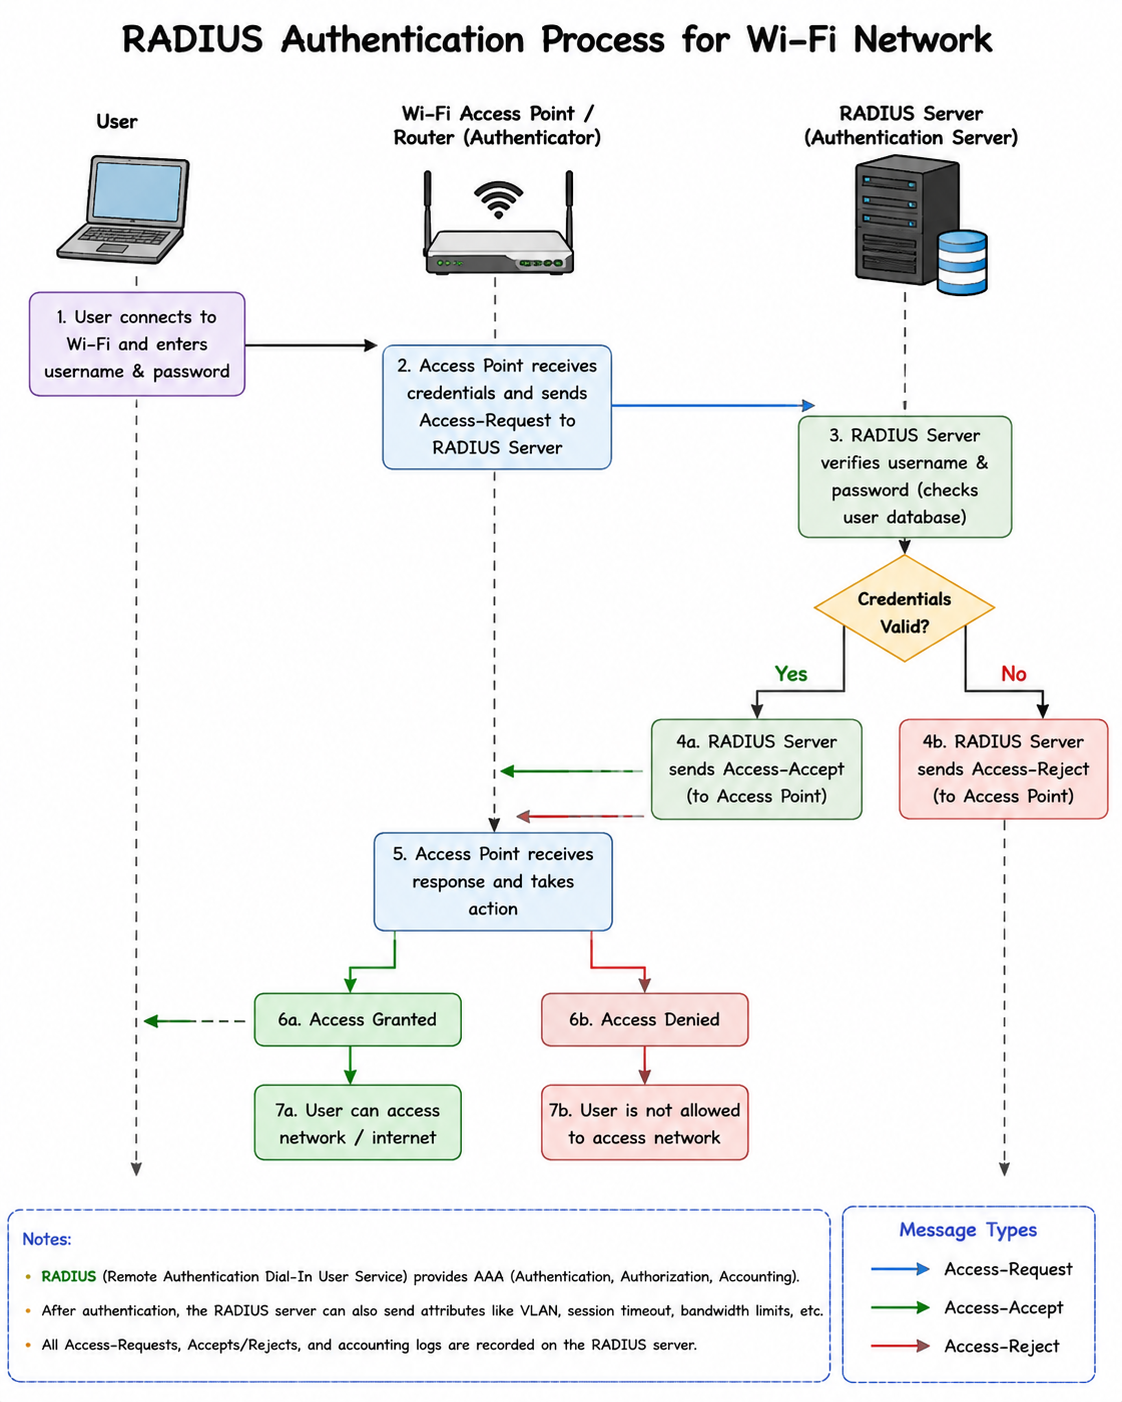 RADIUS Authentication Process for Wi-Fi Network
User
Wi-Fi Access Point /
Router (Authenticator)
RADIUS Server
(Authentication Server)
1. User connects to
Wi-Fi and enters
username & password
2. Access Point receives
credentials and sends
Access-Request to
RADIUS Server
3. RADIUS Server
verifies username &
password (checks
user database)
Credentials
Valid?
Yes
No
4a. RADIUS Server
sends Access-Accept
(to Access Point)
4b. RADIUS Server
sends Access-Reject
(to Access Point)
5. Access Point receives
response and takes
action
6a. Access Granted
6b. Access Denied
7a. User can access
network / internet
7b. User is not allowed
to access network
Notes:
• RADIUS (Remote Authentication Dial-In User Service) provides AAA (Authentication, Authorization, Accounting).
• After authentication, the RADIUS server can also send attributes like VLAN, session timeout, bandwidth limits, etc.
• All Access-Requests, Accepts/Rejects, and accounting logs are recorded on the RADIUS server.
Message Types
Access-Request
Access-Accept
Access-Reject